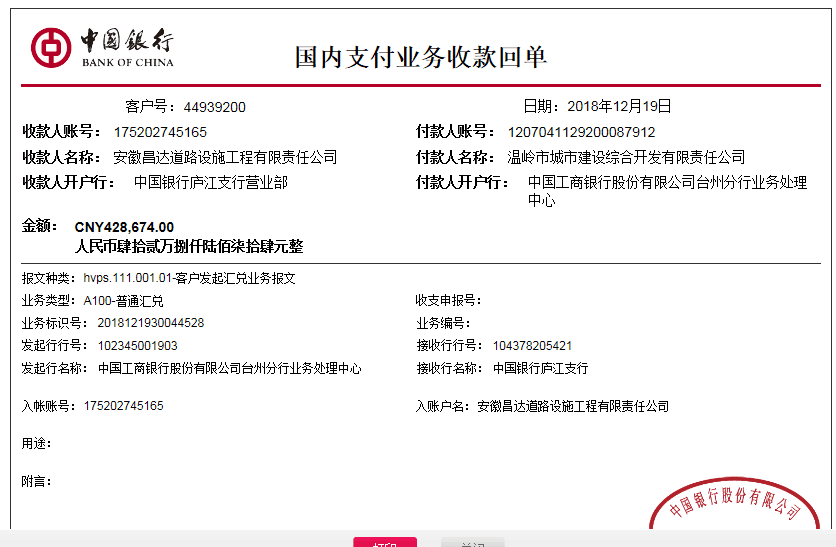 中国银行
BANK OF CHINA
国内支付业务收款回单
客户号：44939200 日期：2018年12月19日
收款人账号：175202745165 付款人账号：1207041129200087912
收款人名称：安徽昌达道路设施工程有限责任公司 付款人名称：温岭市城市建设综合开发有限责任公司
收款人开户行：中国银行庐江支行营业部 付款人开户行：中国工商银行股份有限公司台州分行业务处理
中心
金额：CNY428,674.00
人民币肆拾贰万捌仟陆佰柒拾肆元整
报文种类：hvps.111.001.01-客户发起汇兑业务报文
业务类型：A100-普通汇兑 收支申报号：
业务标识号：2018121930044528 业务编号：
发起行行号：102345001903 接收行行号：104378205421
发起行名称：中国工商银行股份有限公司台州分行业务处理中心 接收行名称：中国银行庐江支行
入帐账号：175202745165 入账户名：安徽昌达道路设施工程有限责任公司
用途：
附言：
中国银行股份有限公司